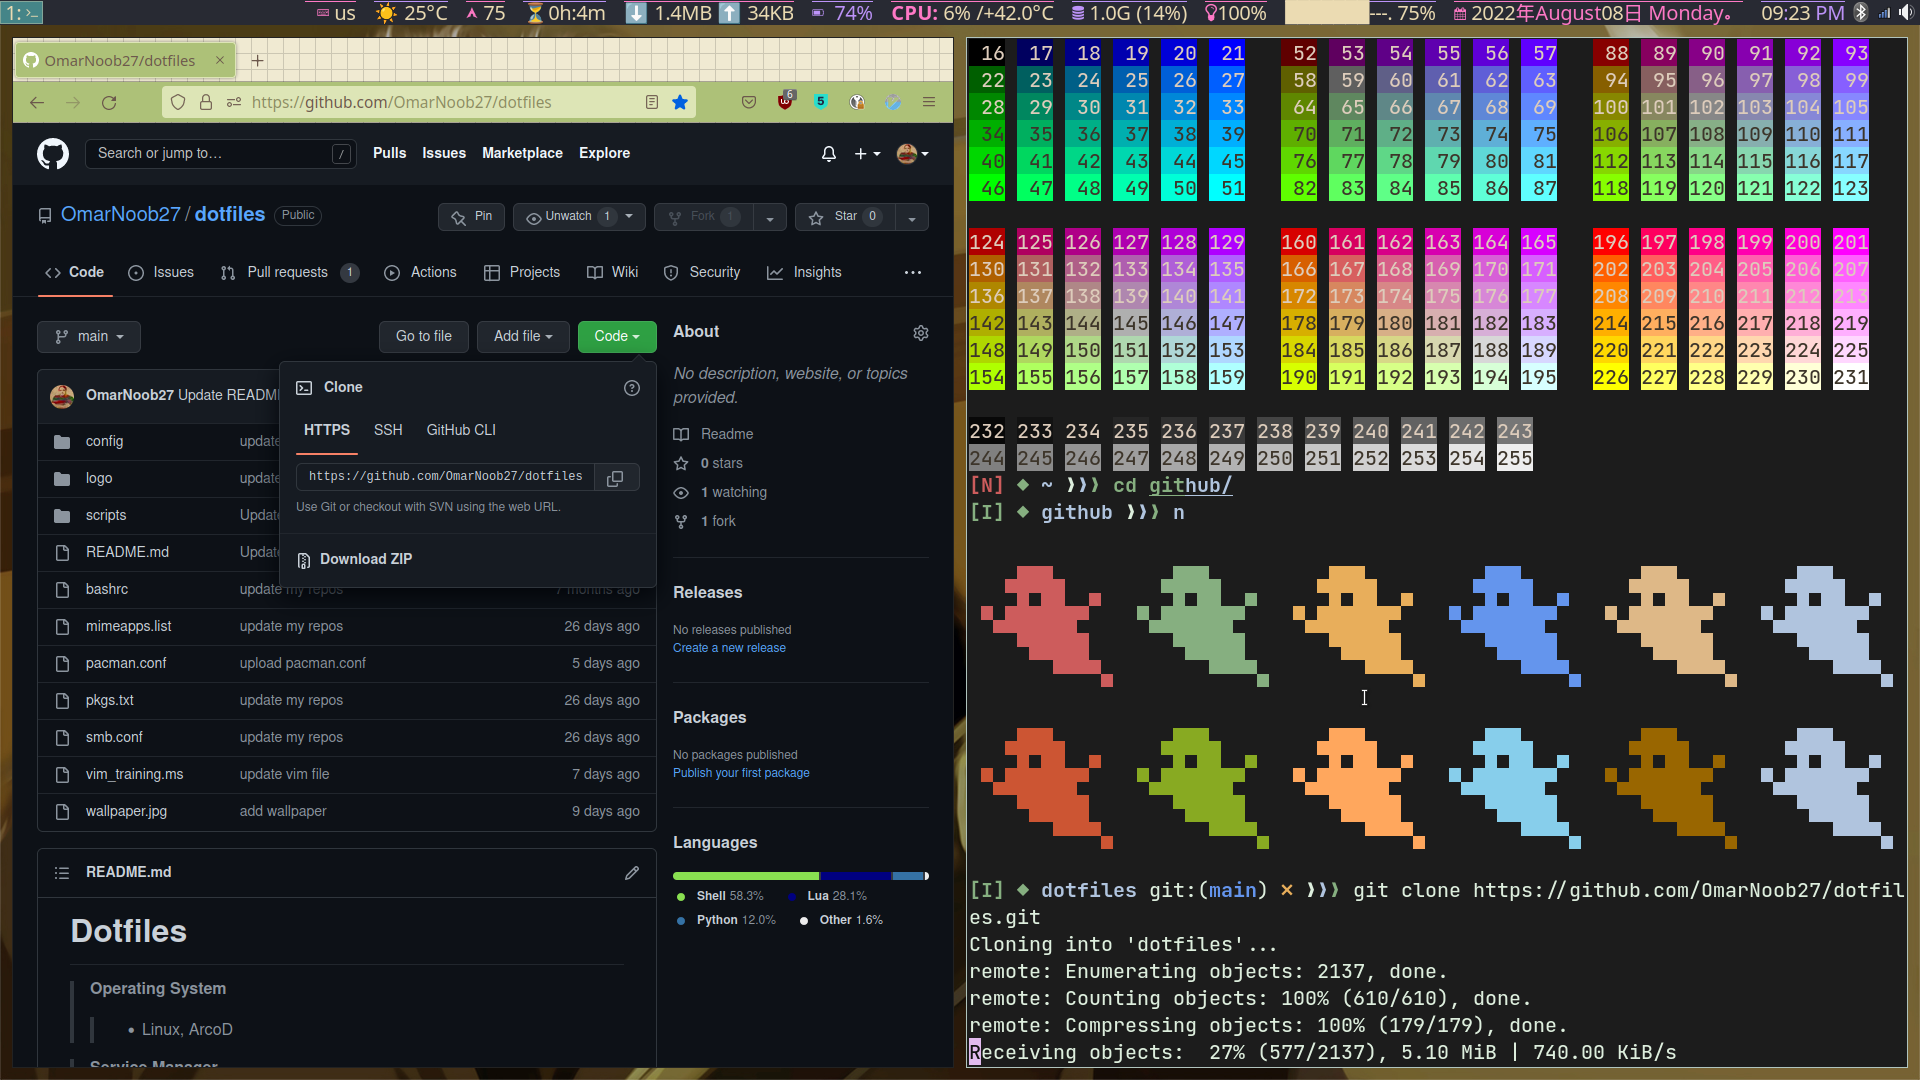 1: us 25°C 75 0h:4m 1.4MB 34KB 74% CPU: 6% /+42.0°C 1.0G (14%) 100% 75% 2022年August08日 Monday。 09:23 PM
OmarNoob27/dotfiles
https://github.com/OmarNoob27/dotfiles 6 5
Search or jump to… / Pulls Issues Marketplace Explore
OmarNoob27 / dotfiles Public Pin Unwatch 1 Fork 1 Star 0
Code Issues Pull requests 1 Actions Projects Wiki Security Insights
main Go to file Add file Code
OmarNoob27 Update READM
config update
logo update
scripts Update
README.md Update
bashrc update my repos 7 months ago
mimeapps.list update my repos 26 days ago
pacman.conf upload pacman.conf 5 days ago
pkgs.txt update my repos 26 days ago
smb.conf update my repos 26 days ago
vim_training.ms update vim file 7 days ago
wallpaper.jpg add wallpaper 9 days ago
Clone
HTTPS SSH GitHub CLI
https://github.com/OmarNoob27/dotfiles
Use Git or checkout with SVN using the web URL.
Download ZIP
README.md
Dotfiles
Operating System
• Linux, ArcoD
Service Manager
About
No description, website, or topics
provided.
Readme
0 stars
1 watching
1 fork
Releases
No releases published
Create a new release
Packages
No packages published
Publish your first package
Languages
Shell 58.3% Lua 28.1%
Python 12.0% Other 1.6%
16 17 18 19 20 21 52 53 54 55 56 57 88 89 90 91 92 93
22 23 24 25 26 27 58 59 60 61 62 63 94 95 96 97 98 99
28 29 30 31 32 33 64 65 66 67 68 69 100 101 102 103 104 105
34 35 36 37 38 39 70 71 72 73 74 75 106 107 108 109 110 111
40 41 42 43 44 45 76 77 78 79 80 81 112 113 114 115 116 117
46 47 48 49 50 51 82 83 84 85 86 87 118 119 120 121 122 123
124 125 126 127 128 129 160 161 162 163 164 165 196 197 198 199 200 201
130 131 132 133 134 135 166 167 168 169 170 171 202 203 204 205 206 207
136 137 138 139 140 141 172 173 174 175 176 177 208 209 210 211 212 213
142 143 144 145 146 147 178 179 180 181 182 183 214 215 216 217 218 219
148 149 150 151 152 153 184 185 186 187 188 189 220 221 222 223 224 225
154 155 156 157 158 159 190 191 192 193 194 195 226 227 228 229 230 231
232 233 234 235 236 237 238 239 240 241 242 243
244 245 246 247 248 249 250 251 252 253 254 255
[N] ◆ ~ ❯❯❯ cd github/
[I] ◆ github ❯❯❯ n
[I] ◆ dotfiles git:(main) × ❯❯❯ git clone https://github.com/OmarNoob27/dotfil
es.git
Cloning into 'dotfiles'...
remote: Enumerating objects: 2137, done.
remote: Counting objects: 100% (610/610), done.
remote: Compressing objects: 100% (179/179), done.
Receiving objects: 27% (577/2137), 5.10 MiB | 740.00 KiB/s